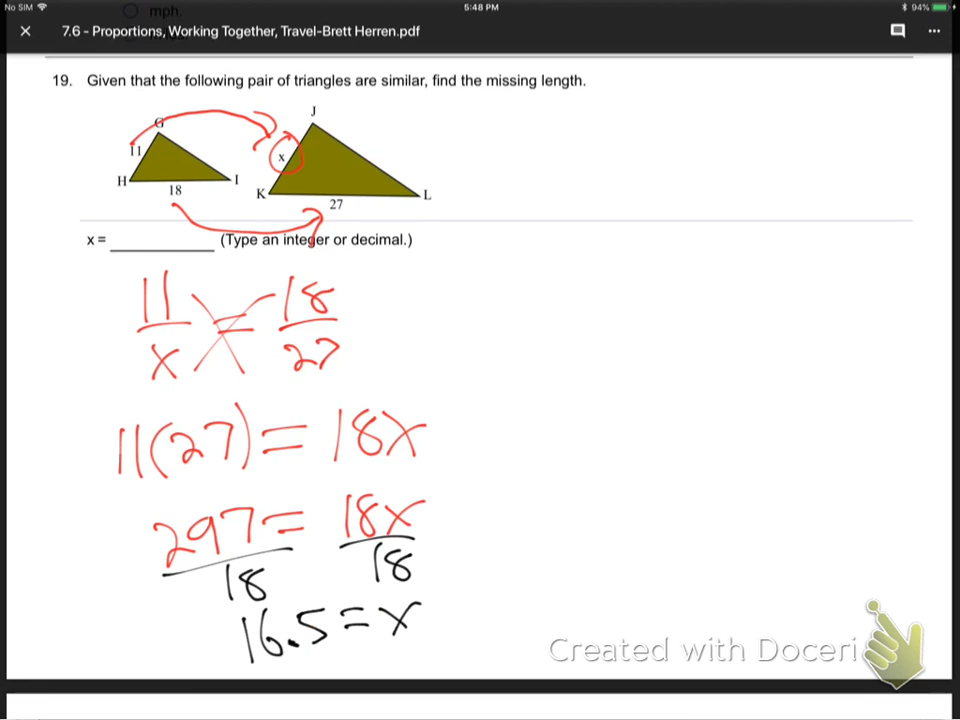 No SIM 5:48 PM 94%
mph.
× 7.6 - Proportions, Working Together, Travel-Brett Herren.pdf
19. Given that the following pair of triangles are similar, find the missing length.
G J
11 x
H I K L
18 27
x = __________ (Type an integer or decimal.)
11/x = 18/27
11(27) = 18x
297/18 = 18x/18
16.5 = x
Created with Doceri